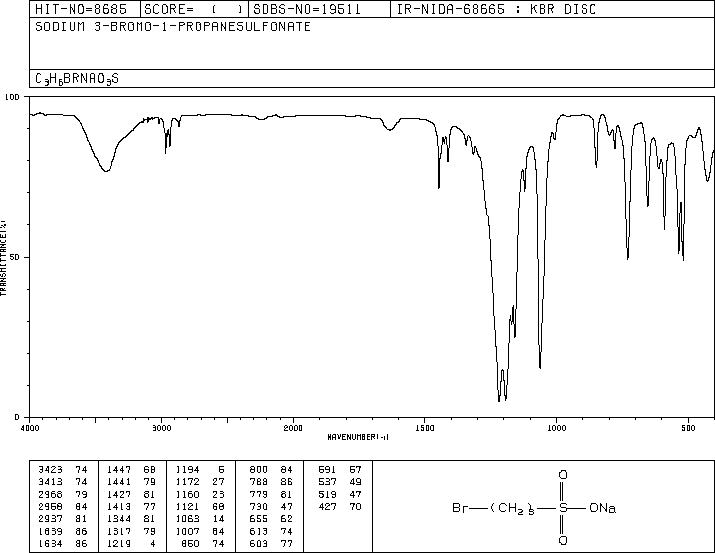 HIT-NO=8685 SCORE= ( ) SDBS-NO=19511 IR-NIDA-68665 : KBR DISC
SODIUM 3-BROMO-1-PROPANESULFONATE
C3H6BRNAO3S
100
50
0
TRANSMITTANCE(%)
4000 3000 2000 1500 1000 500
WAVENUMBER(-1)
3423 74 1447 68 1194 5 800 84 591 57
3413 74 1441 79 1172 27 788 86 537 49
2968 79 1427 81 1160 23 779 81 519 47
2958 84 1413 77 1121 68 730 47 427 70
2937 81 1344 81 1063 14 655 62
1639 86 1317 79 1007 84 613 74
1634 86 1219 4 850 74 603 77
O
Br—(CH2)3—S—ONa
O